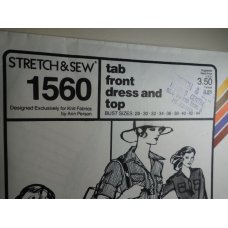 STRETCH & SEW®
1560
Designed Exclusively for Knit Fabrics
by Ann Person
tab
front
dress and
top
BUST SIZES: 28 - 30 - 32 - 34 - 36 - 38 - 40 - 42 - 44
3.50